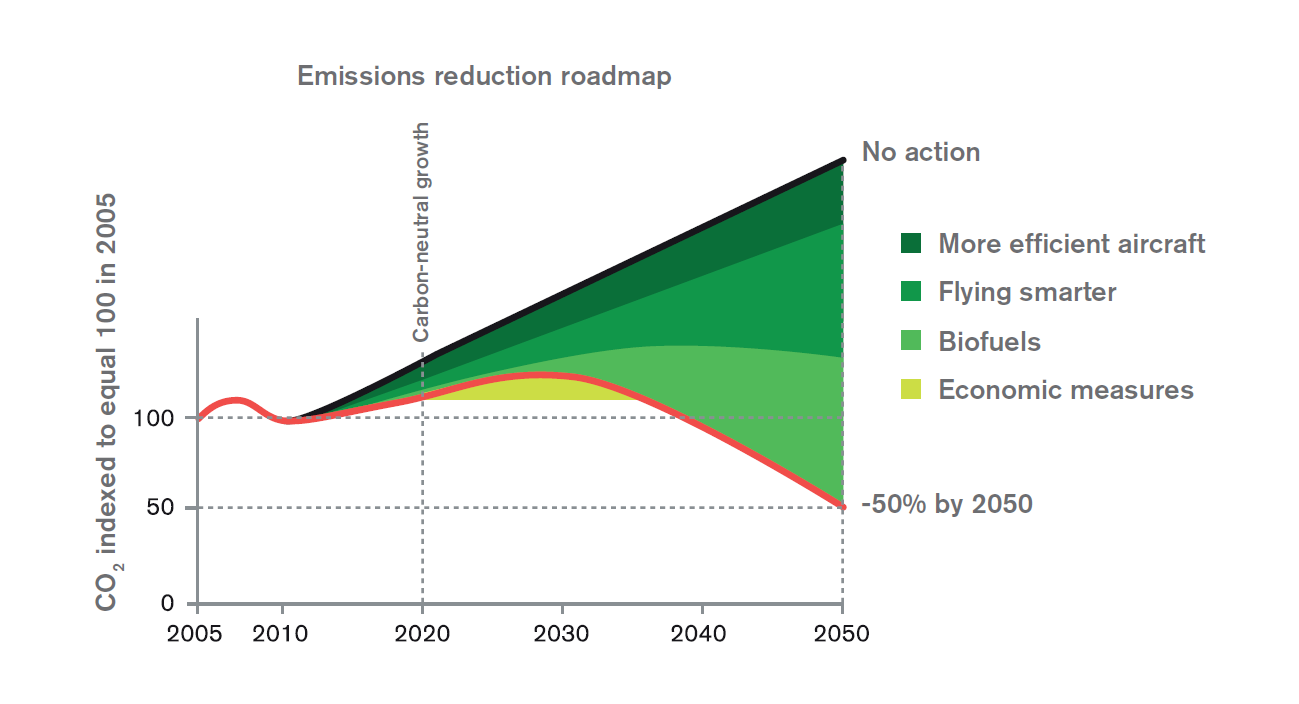 Emissions reduction roadmap
Carbon-neutral growth
No action
CO₂ indexed to equal 100 in 2005
More efficient aircraft
Flying smarter
Biofuels
Economic measures
100
50
-50% by 2050
0
2005 2010 2020 2030 2040 2050